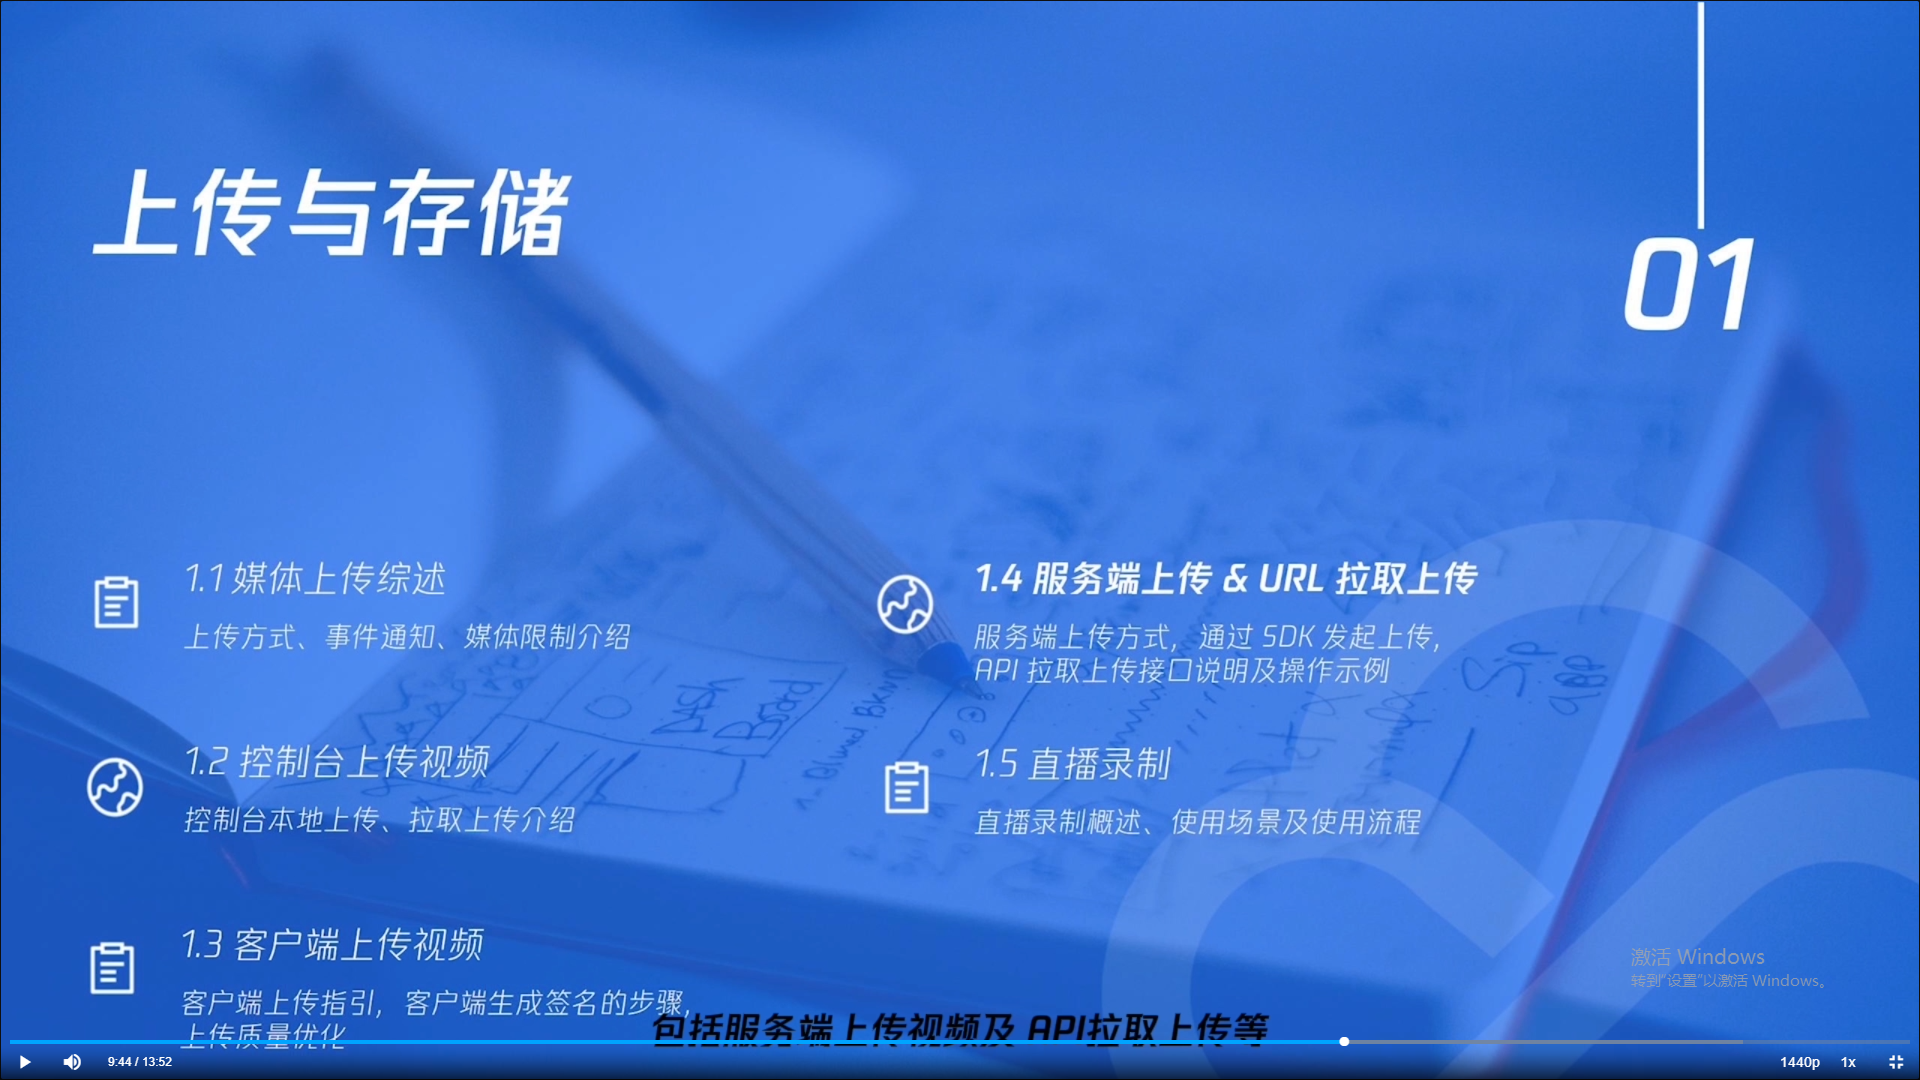 上传与存储
01
1.1 媒体上传综述
上传方式、事件通知、媒体限制介绍
1.2 控制台上传视频
控制台本地上传、拉取上传介绍
1.3 客户端上传视频
客户端上传指引，客户端生成签名的步骤，
上传质量优化
1.4 服务端上传 & URL 拉取上传
服务端上传方式，通过 SDK 发起上传，
API 拉取上传接口说明及操作示例
1.5 直播录制
直播录制概述、使用场景及使用流程
Dash
Board
激活 Windows
转到“设置”以激活 Windows。
包括服务端上传视频及 API拉取上传等
9:44 / 13:52
1440p
1x